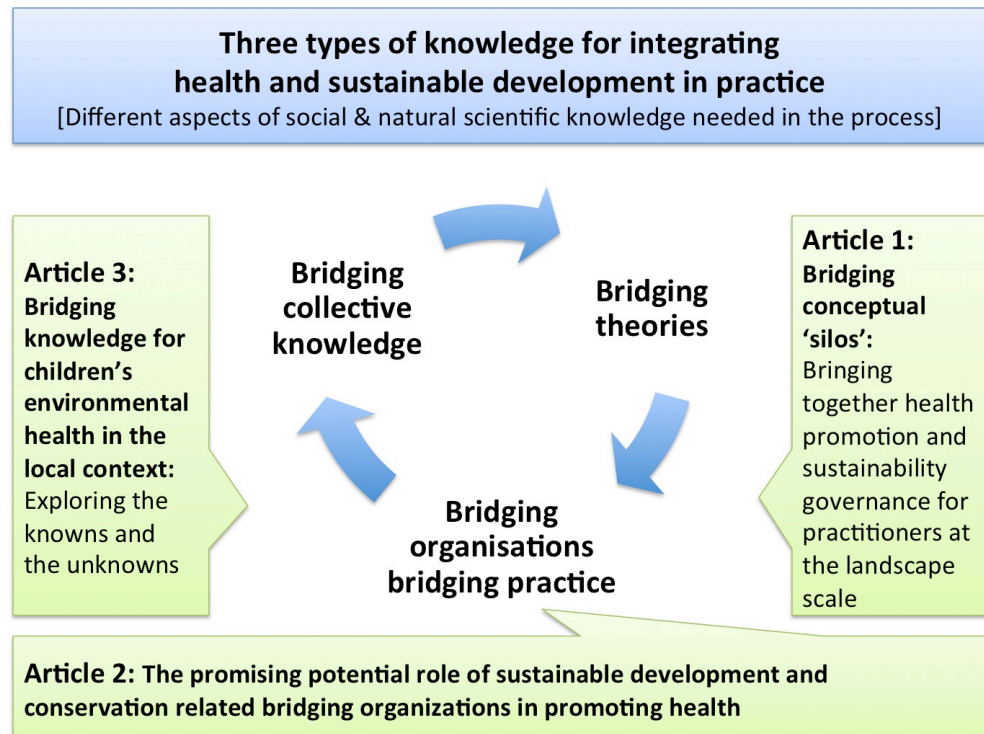 Three types of knowledge for integrating
health and sustainable development in practice
[Different aspects of social & natural scientific knowledge needed in the process]
Article 3:
Bridging
knowledge for
children’s
environmental
health in the
local context:
Exploring the
knowns and
the unknowns
Bridging
collective
knowledge
Bridging
theories
Bridging
organisations
bridging practice
Article 1:
Bridging
conceptual
‘silos’:
Bringing
together health
promotion and
sustainability
governance for
practitioners at
the landscape
scale
Article 2: The promising potential role of sustainable development and
conservation related bridging organizations in promoting health